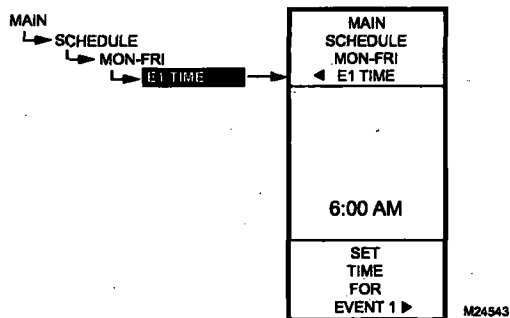 MAIN
SCHEDULE
MON-FRI
E1 TIME
MAIN
SCHEDULE
MON-FRI
◄ E1 TIME
6:00 AM
SET
TIME
FOR
EVENT 1 ►
M24543